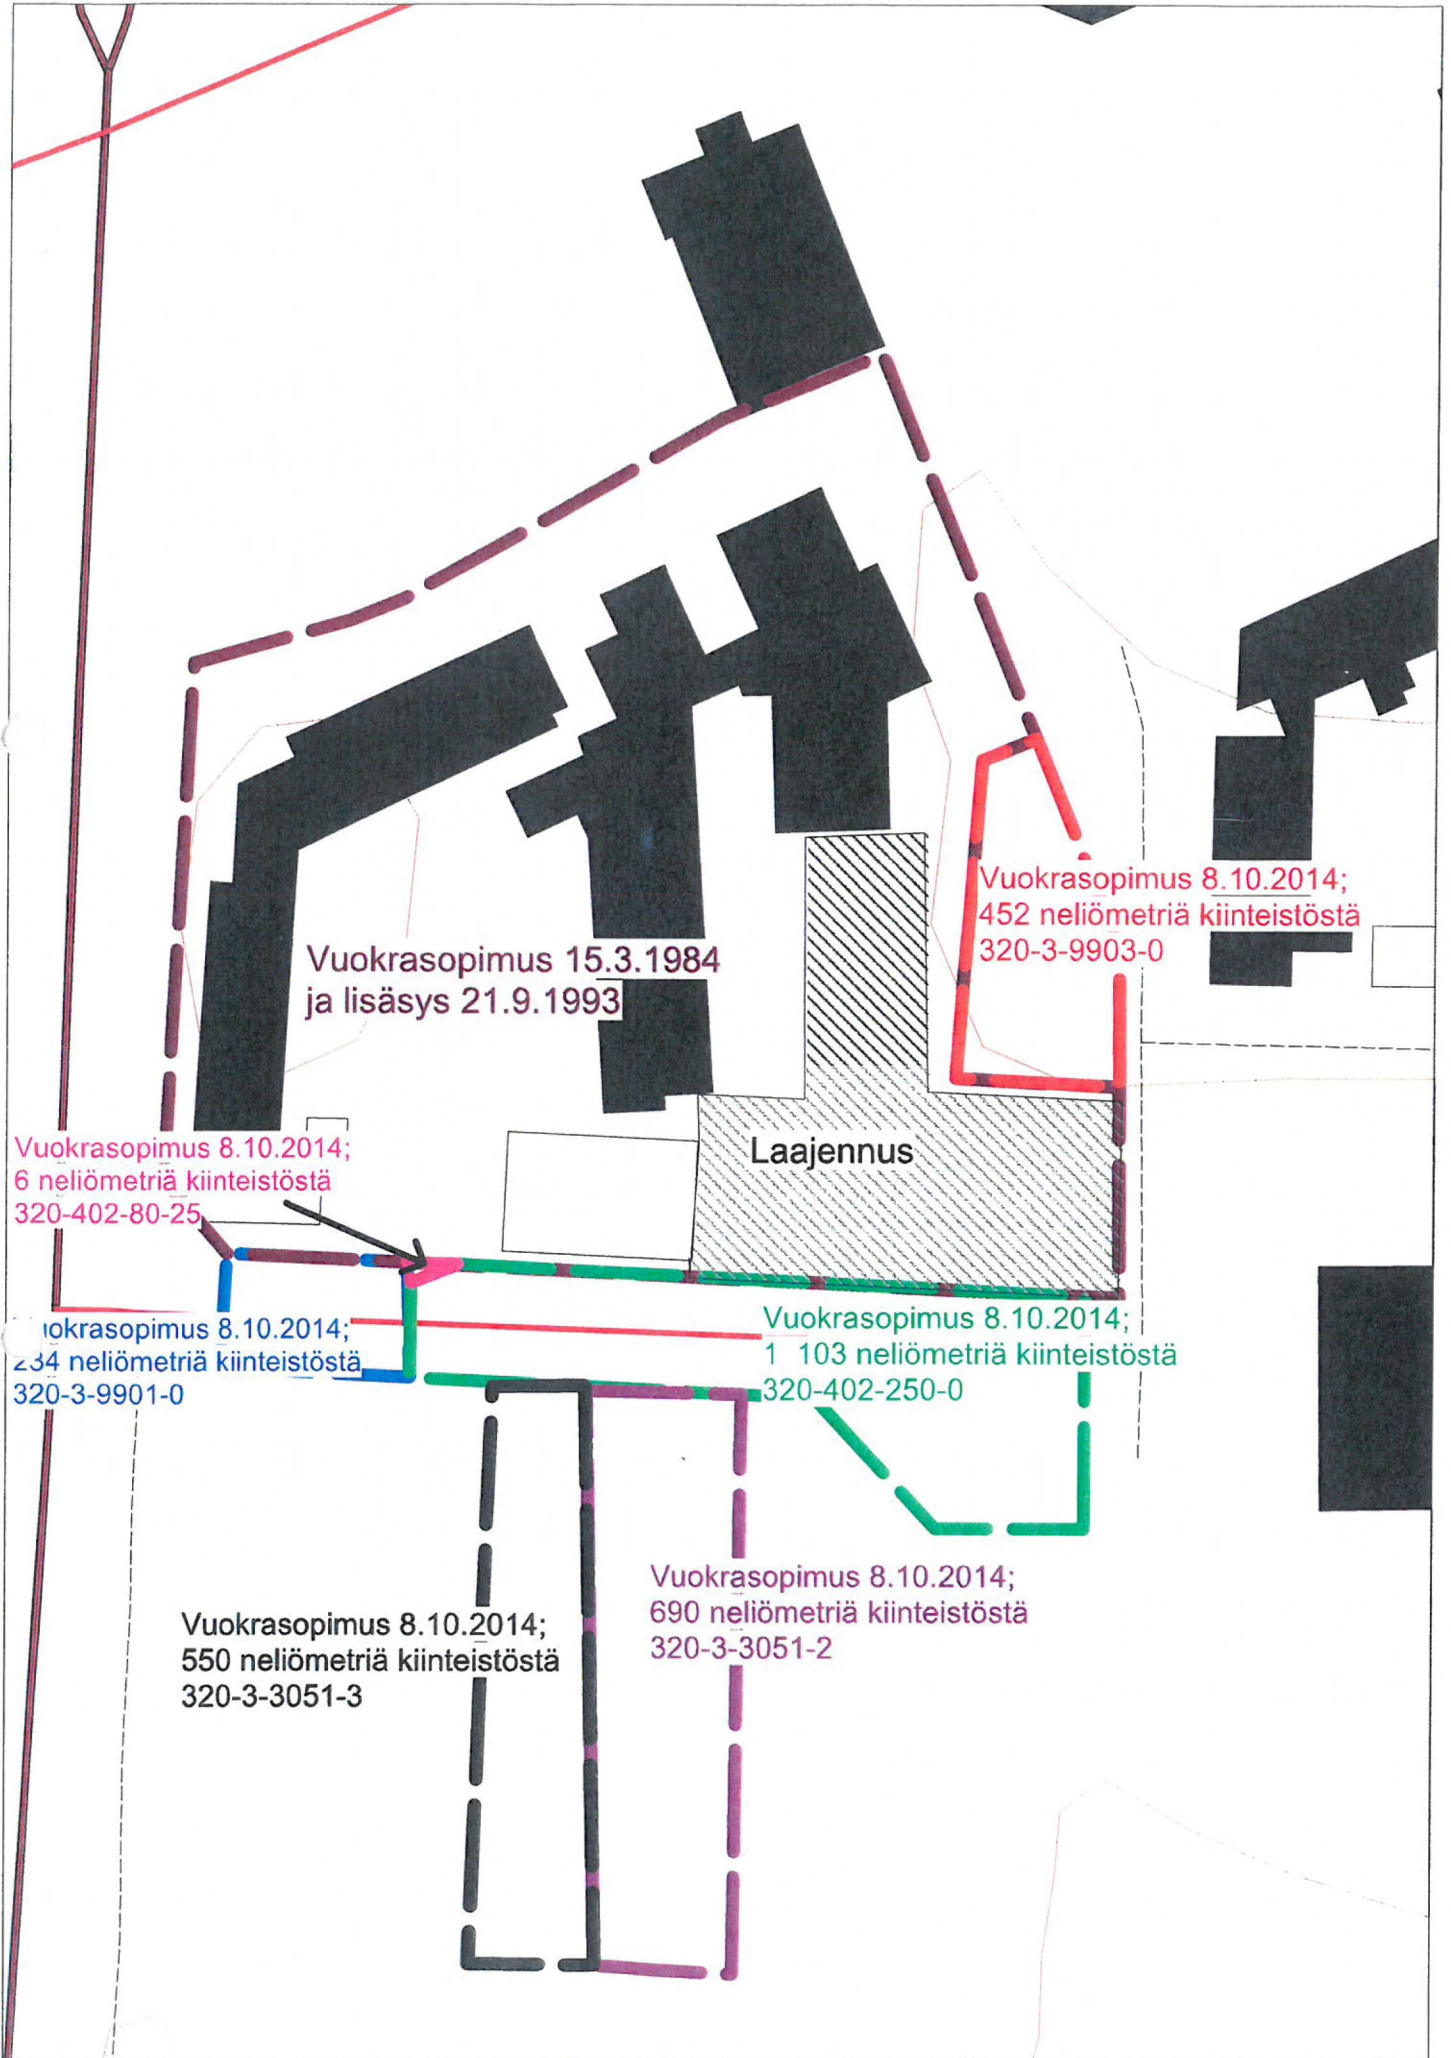 Vuokrasopimus 8.10.2014;
452 neliömetriä kiinteistöstä
320-3-9903-0
Vuokrasopimus 15.3.1984
ja lisäsys 21.9.1993
Laajennus
Vuokrasopimus 8.10.2014;
6 neliömetriä kiinteistöstä
320-402-80-25
uokrasopimus 8.10.2014;
234 neliömetriä kiinteistöstä
320-3-9901-0
Vuokrasopimus 8.10.2014;
1 103 neliömetriä kiinteistöstä
320-402-250-0
Vuokrasopimus 8.10.2014;
690 neliömetriä kiinteistöstä
320-3-3051-2
Vuokrasopimus 8.10.2014;
550 neliömetriä kiinteistöstä
320-3-3051-3